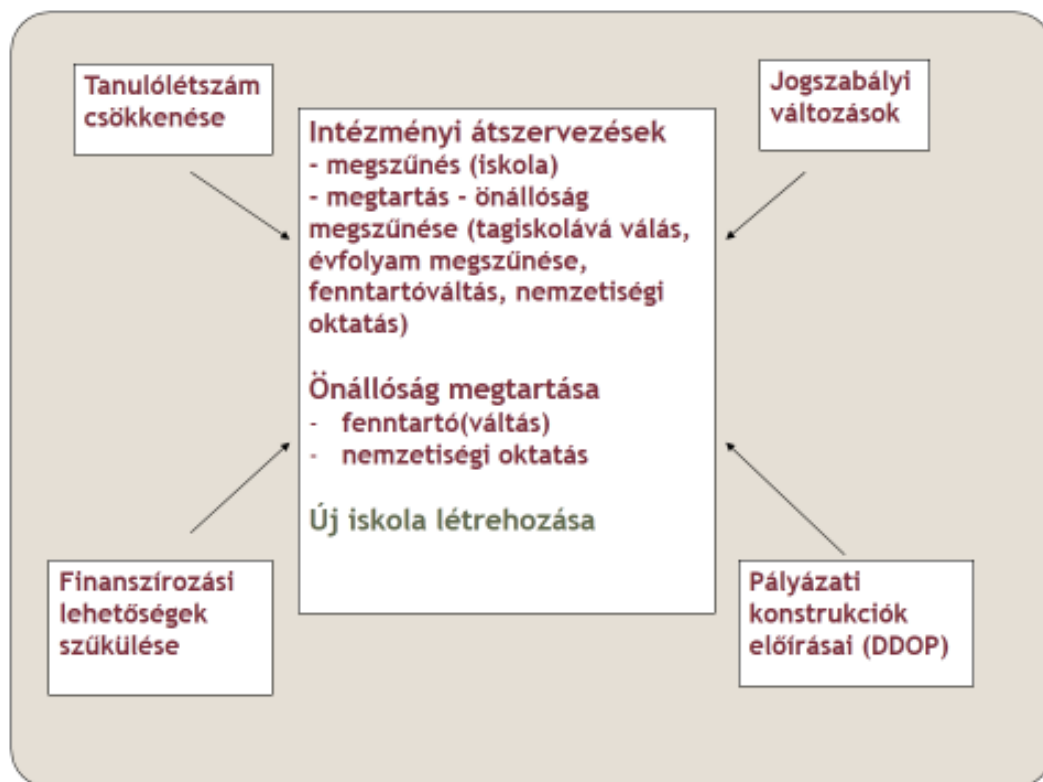 Tanulólétszám
csökkenése
Jogszabályi
változások
Intézményi átszervezések
- megszűnés (iskola)
- megtartás - önállóság
megszűnése (tagiskolává válás,
évfolyam megszűnése,
fenntartóváltás, nemzetiségi
oktatás)
Önállóság megtartása
- fenntartó(váltás)
- nemzetiségi oktatás
Új iskola létrehozása
Finanszírozási
lehetőségek
szűkülése
Pályázati
konstrukciók
előírásai (DDOP)